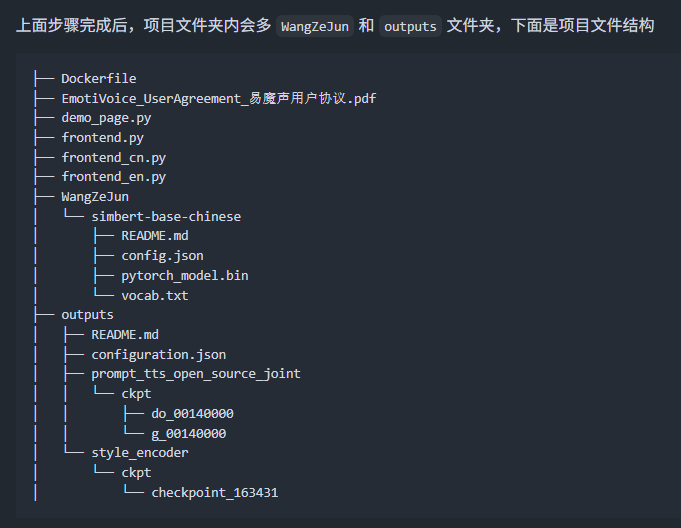 上面步骤完成后，项目文件夹内会多 WangZeJun 和 outputs 文件夹，下面是项目文件结构
├── Dockerfile
├── EmotiVoice_UserAgreement_易魔声用户协议.pdf
├── demo_page.py
├── frontend.py
├── frontend_cn.py
├── frontend_en.py
├── WangZeJun
│   └── simbert-base-chinese
│       ├── README.md
│       ├── config.json
│       ├── pytorch_model.bin
│       └── vocab.txt
├── outputs
│   ├── README.md
│   ├── configuration.json
│   ├── prompt_tts_open_source_joint
│   │   └── ckpt
│   │       ├── do_00140000
│   │       └── g_00140000
│   └── style_encoder
│       └── ckpt
│           └── checkpoint_163431